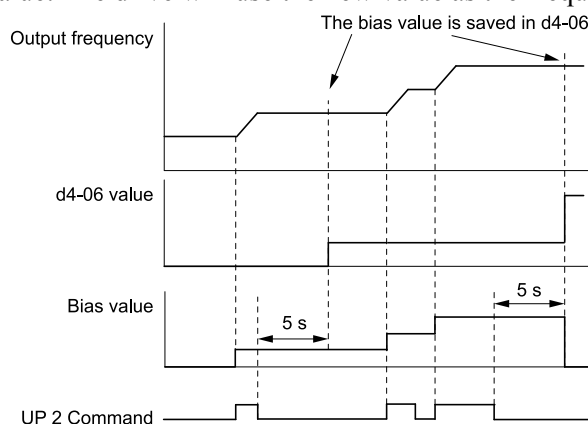 The bias value is saved in d4-06
Output frequency
d4-06 value
Bias value
5 s
5 s
UP 2 Command